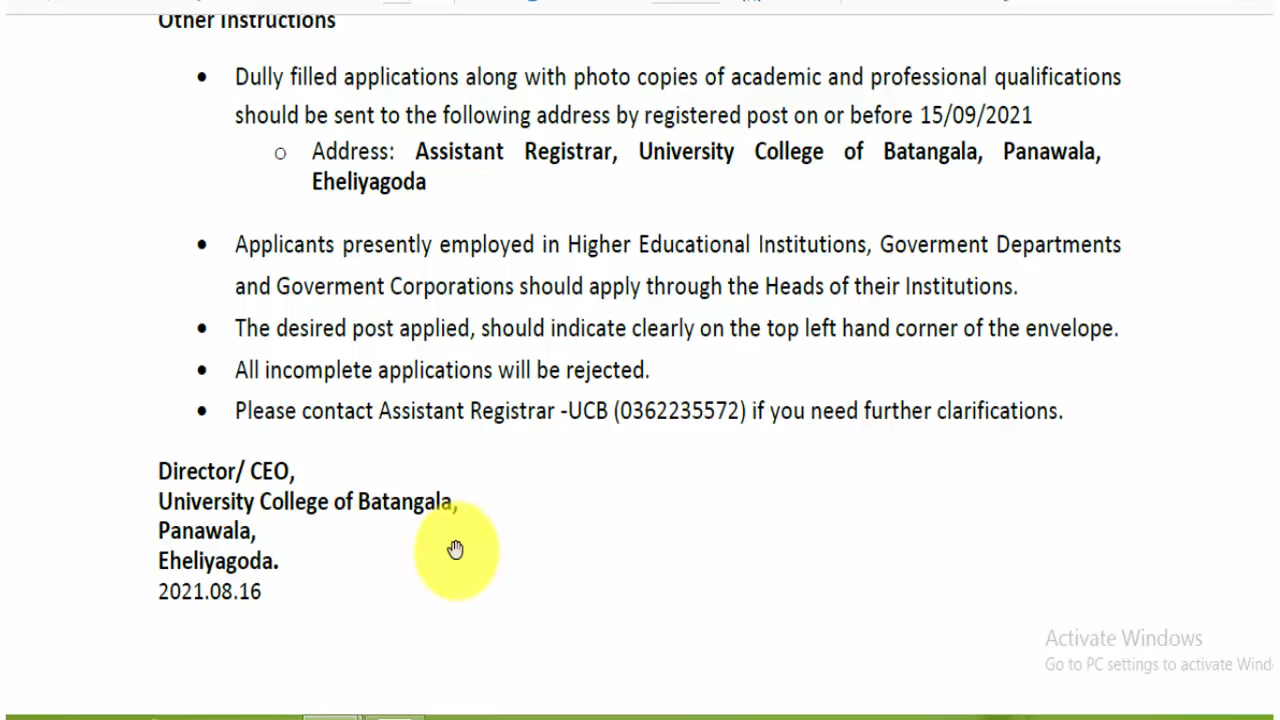 Other Instructions
• Dully filled applications along with photo copies of academic and professional qualifications
should be sent to the following address by registered post on or before 15/09/2021
o Address: Assistant Registrar, University College of Batangala, Panawala,
Eheliyagoda
• Applicants presently employed in Higher Educational Institutions, Goverment Departments
and Goverment Corporations should apply through the Heads of their Institutions.
• The desired post applied, should indicate clearly on the top left hand corner of the envelope.
• All incomplete applications will be rejected.
• Please contact Assistant Registrar -UCB (0362235572) if you need further clarifications.
Director/ CEO,
University College of Batangala,
Panawala,
Eheliyagoda.
2021.08.16
Activate Windows
Go to PC settings to activate Wind